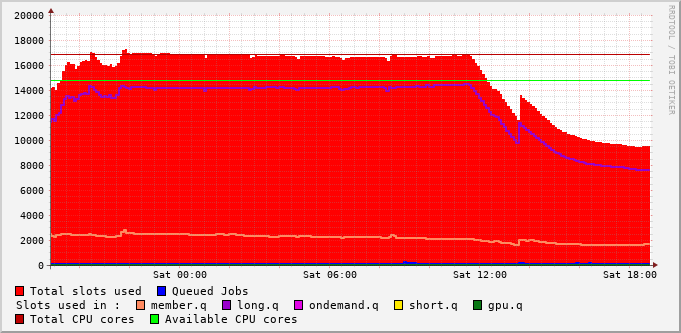 RRDTOOL / TOBI OETIKER
20000
18000
16000
14000
12000
10000
8000
6000
4000
2000
0
Sat 00:00 Sat 06:00 Sat 12:00 Sat 18:00
Total slots used Queued Jobs
Slots used in : member.q long.q ondemand.q short.q gpu.q
Total CPU cores Available CPU cores